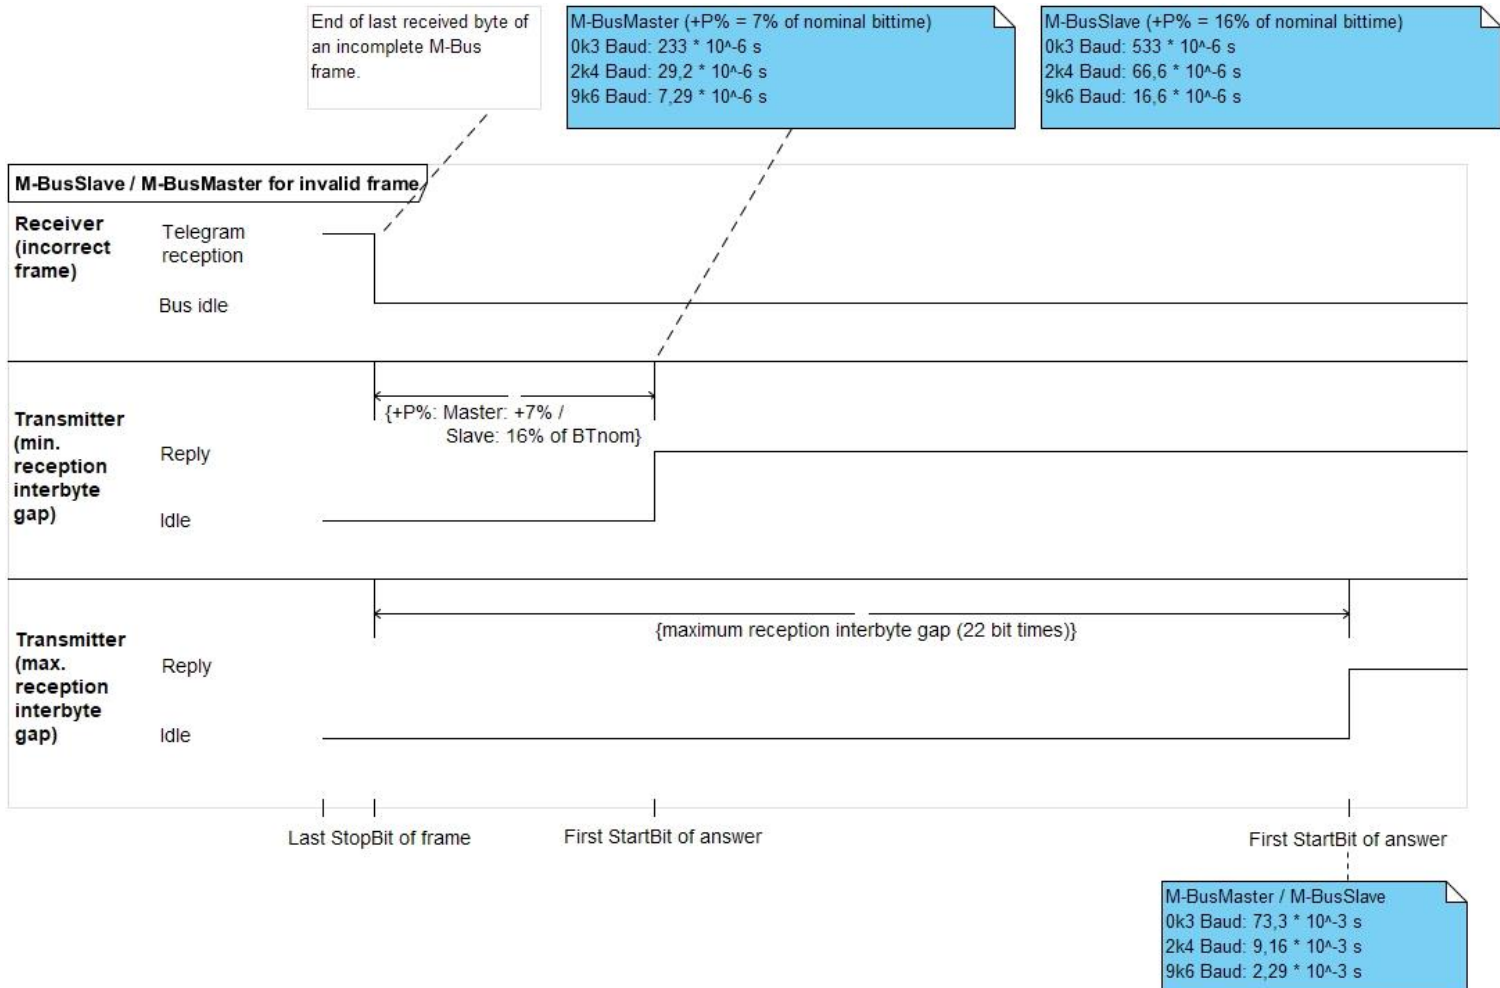 End of last received byte of
an incomplete M-Bus
frame.
M-BusMaster (+P% = 7% of nominal bittime)
0k3 Baud: 233 * 10^-6 s
2k4 Baud: 29,2 * 10^-6 s
9k6 Baud: 7,29 * 10^-6 s
M-BusSlave (+P% = 16% of nominal bittime)
0k3 Baud: 533 * 10^-6 s
2k4 Baud: 66,6 * 10^-6 s
9k6 Baud: 16,6 * 10^-6 s
M-BusSlave / M-BusMaster for invalid frame
Receiver
(incorrect
frame)
Telegram
reception
Bus idle
Transmitter
(min.
reception
interbyte
gap)
Reply
Idle
{+P%: Master: +7% /
Slave: 16% of BTnom}
Transmitter
(max.
reception
interbyte
gap)
Reply
Idle
{maximum reception interbyte gap (22 bit times)}
Last StopBit of frame
First StartBit of answer
First StartBit of answer
M-BusMaster / M-BusSlave
0k3 Baud: 73,3 * 10^-3 s
2k4 Baud: 9,16 * 10^-3 s
9k6 Baud: 2,29 * 10^-3 s